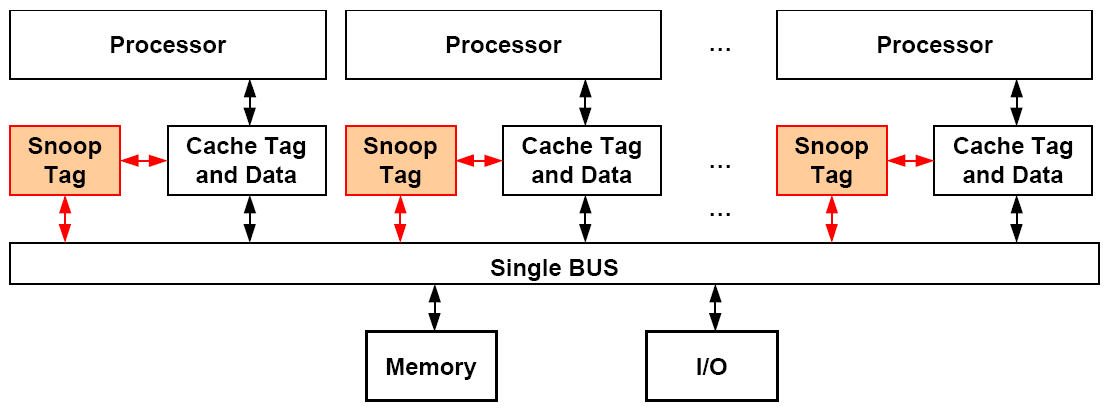 Processor
Processor
...
Processor
Snoop
Tag
Cache Tag
and Data
Snoop
Tag
Cache Tag
and Data
...
...
Snoop
Tag
Cache Tag
and Data
Single BUS
Memory
I/O